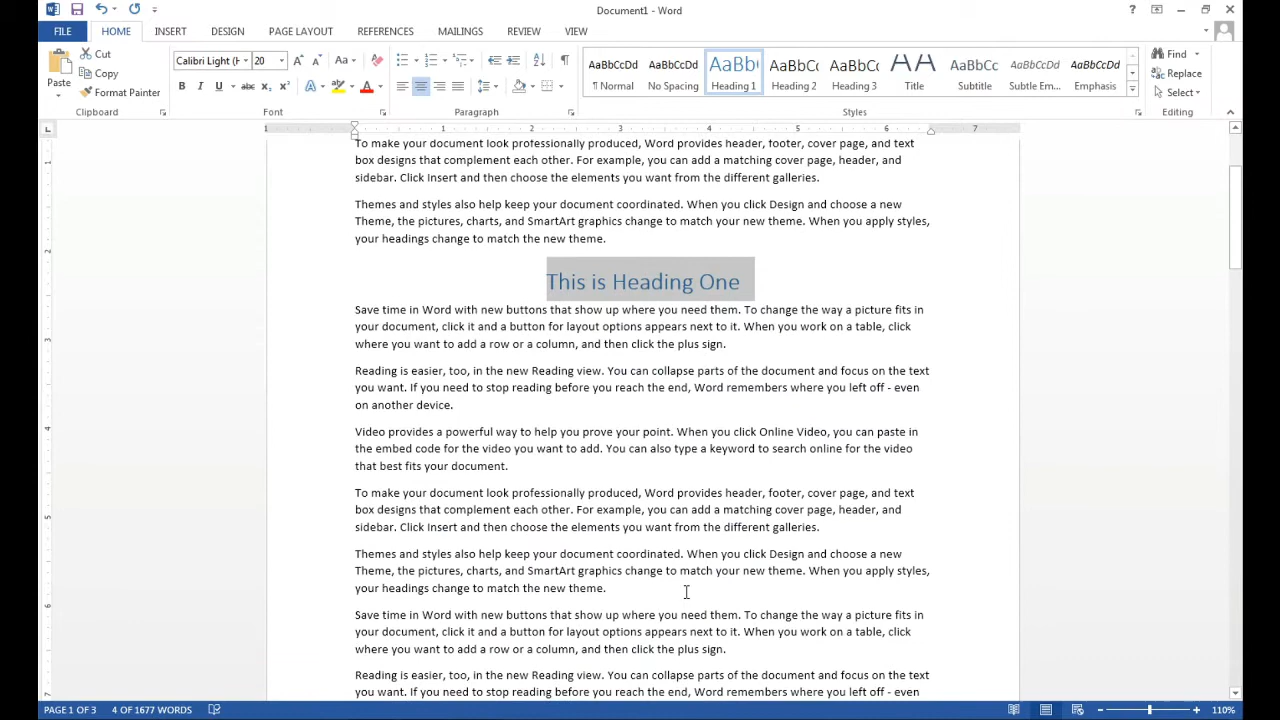 Document1 - Word
?
FILE HOME INSERT DESIGN PAGE LAYOUT REFERENCES MAILINGS REVIEW VIEW
Paste
Cut
Copy
Format Painter
Clipboard
Calibri Light (H 20 Aa
B I U abc x₂ x² A A
Font
Paragraph
AaBbCcDd AaBbCcDd AaBb( AaBbCc AaBbCc AA AaBbCc AaBbCcDd AaBbCcDd
¶ Normal No Spacing Heading 1 Heading 2 Heading 3 Title Subtitle Subtle Em... Emphasis
Styles
Find
Replace
Select
Editing
1 1 2 3 4 5 6 7
To make your document look professionally produced, Word provides header, footer, cover page, and text
box designs that complement each other. For example, you can add a matching cover page, header, and
sidebar. Click Insert and then choose the elements you want from the different galleries.
Themes and styles also help keep your document coordinated. When you click Design and choose a new
Theme, the pictures, charts, and SmartArt graphics change to match your new theme. When you apply styles,
your headings change to match the new theme.
This is Heading One
Save time in Word with new buttons that show up where you need them. To change the way a picture fits in
your document, click it and a button for layout options appears next to it. When you work on a table, click
where you want to add a row or a column, and then click the plus sign.
Reading is easier, too, in the new Reading view. You can collapse parts of the document and focus on the text
you want. If you need to stop reading before you reach the end, Word remembers where you left off - even
on another device.
Video provides a powerful way to help you prove your point. When you click Online Video, you can paste in
the embed code for the video you want to add. You can also type a keyword to search online for the video
that best fits your document.
To make your document look professionally produced, Word provides header, footer, cover page, and text
box designs that complement each other. For example, you can add a matching cover page, header, and
sidebar. Click Insert and then choose the elements you want from the different galleries.
Themes and styles also help keep your document coordinated. When you click Design and choose a new
Theme, the pictures, charts, and SmartArt graphics change to match your new theme. When you apply styles,
your headings change to match the new theme.
Save time in Word with new buttons that show up where you need them. To change the way a picture fits in
your document, click it and a button for layout options appears next to it. When you work on a table, click
where you want to add a row or a column, and then click the plus sign.
Reading is easier, too, in the new Reading view. You can collapse parts of the document and focus on the text
you want. If you need to stop reading before you reach the end, Word remembers where you left off - even
1
2
3
4
5
6
7
PAGE 1 OF 3 4 OF 1677 WORDS 110%